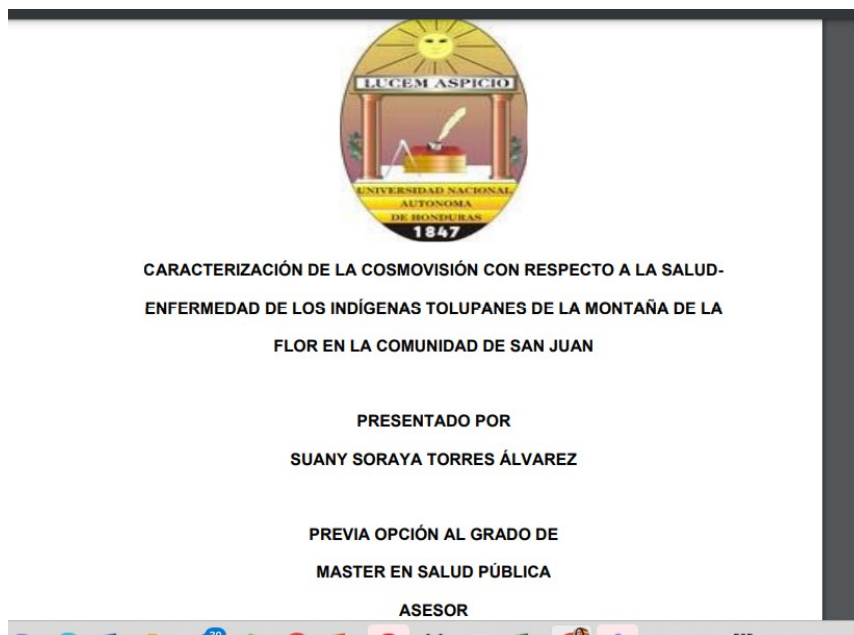 LUCEM ASPICIO
UNIVERSIDAD NACIONAL
AUTONOMA
DE HONDURAS
1847
CARACTERIZACIÓN DE LA COSMOVISIÓN CON RESPECTO A LA SALUD-
ENFERMEDAD DE LOS INDÍGENAS TOLUPANES DE LA MONTAÑA DE LA
FLOR EN LA COMUNIDAD DE SAN JUAN
PRESENTADO POR
SUANY SORAYA TORRES ÁLVAREZ
PREVIA OPCIÓN AL GRADO DE
MASTER EN SALUD PÚBLICA
ASESOR